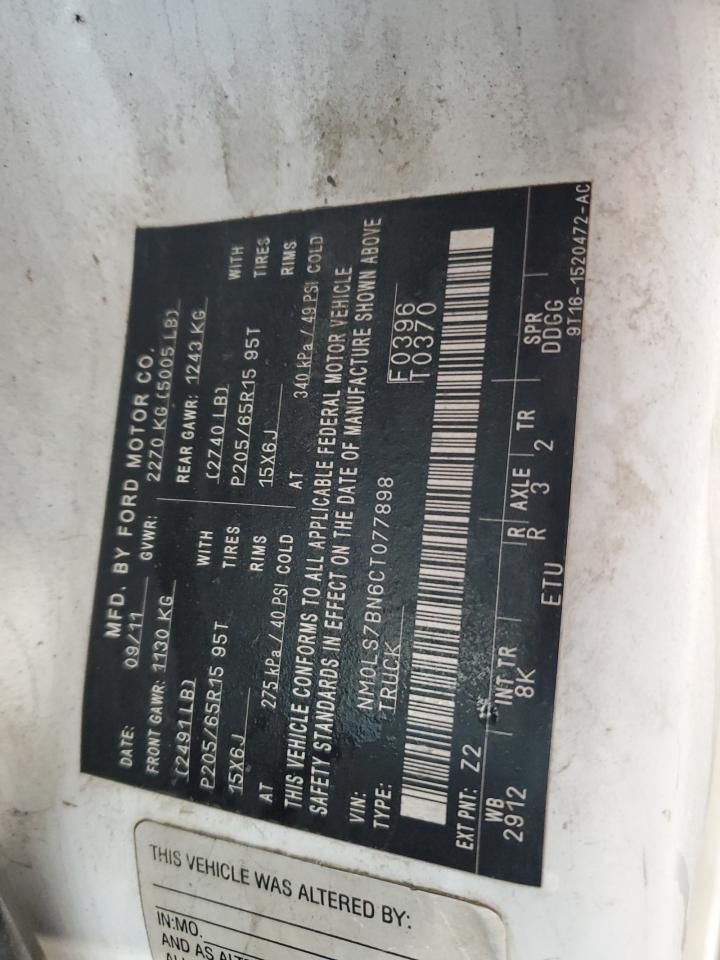 MFD. BY FORD MOTOR CO.
DATE: 09/11 GVWR: 2270 KG (5005 LB)
FRONT GAWR: 1130 KG REAR GAWR: 1243 KG
(2491LB) WITH (2740 LB) WITH
P205/65R15 95T TIRES P205/65R15 95T TIRES
15X6J RIMS 15X6J RIMS
AT 275 kPa / 40 PSI COLD AT 340 kPa / 49 PSI COLD
THIS VEHICLE CONFORMS TO ALL APPLICABLE FEDERAL MOTOR VEHICLE
SAFETY STANDARDS IN EFFECT ON THE DATE OF MANUFACTURE SHOWN ABOVE
VIN: NM0LS7BN6CT077898 F0396
TYPE: TRUCK T0370
EXT PNT: Z2
WB INT TR R AXLE TR SPR
2912 8K R 3 2 DDGG
ETU 9T16-1520472-AC
THIS VEHICLE WAS ALTERED BY:
IN:MO.